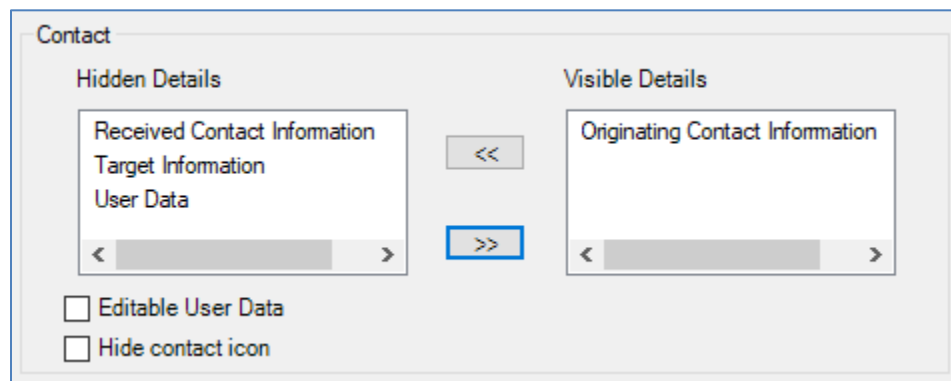 Contact
Hidden Details
Visible Details
Received Contact Information
Target Information
User Data
<<
>>
Originating Contact Information
Editable User Data
Hide contact icon